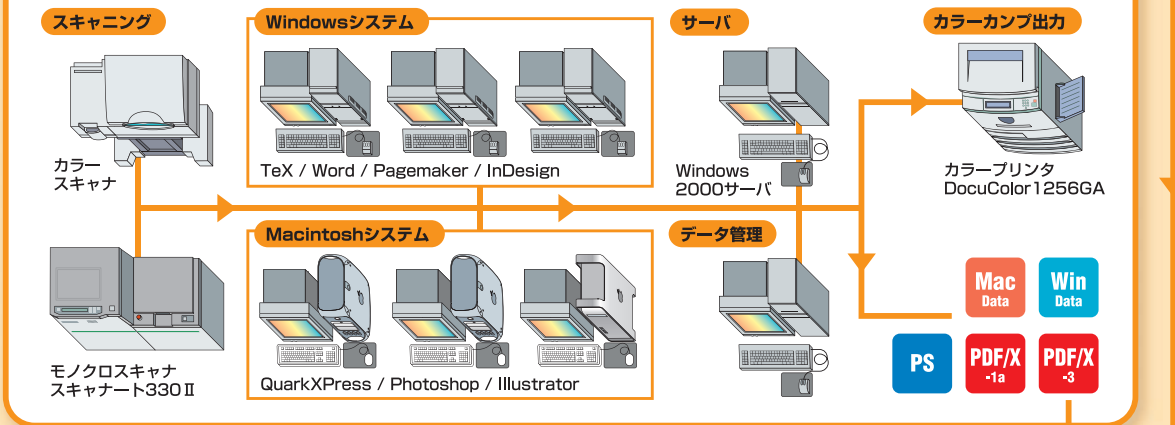 スキャニング
カラー
スキャナ
モノクロスキャナ
スキャナート330Ⅱ
Windowsシステム
TeX / Word / Pagemaker / InDesign
Macintoshシステム
QuarkXPress / Photoshop / Illustrator
サーバ
Windows
2000サーバ
データ管理
カラーカンプ出力
カラープリンタ
DocuColor1256GA
Mac
Data
Win
Data
PS
PDF/X
-1a
PDF/X
-3